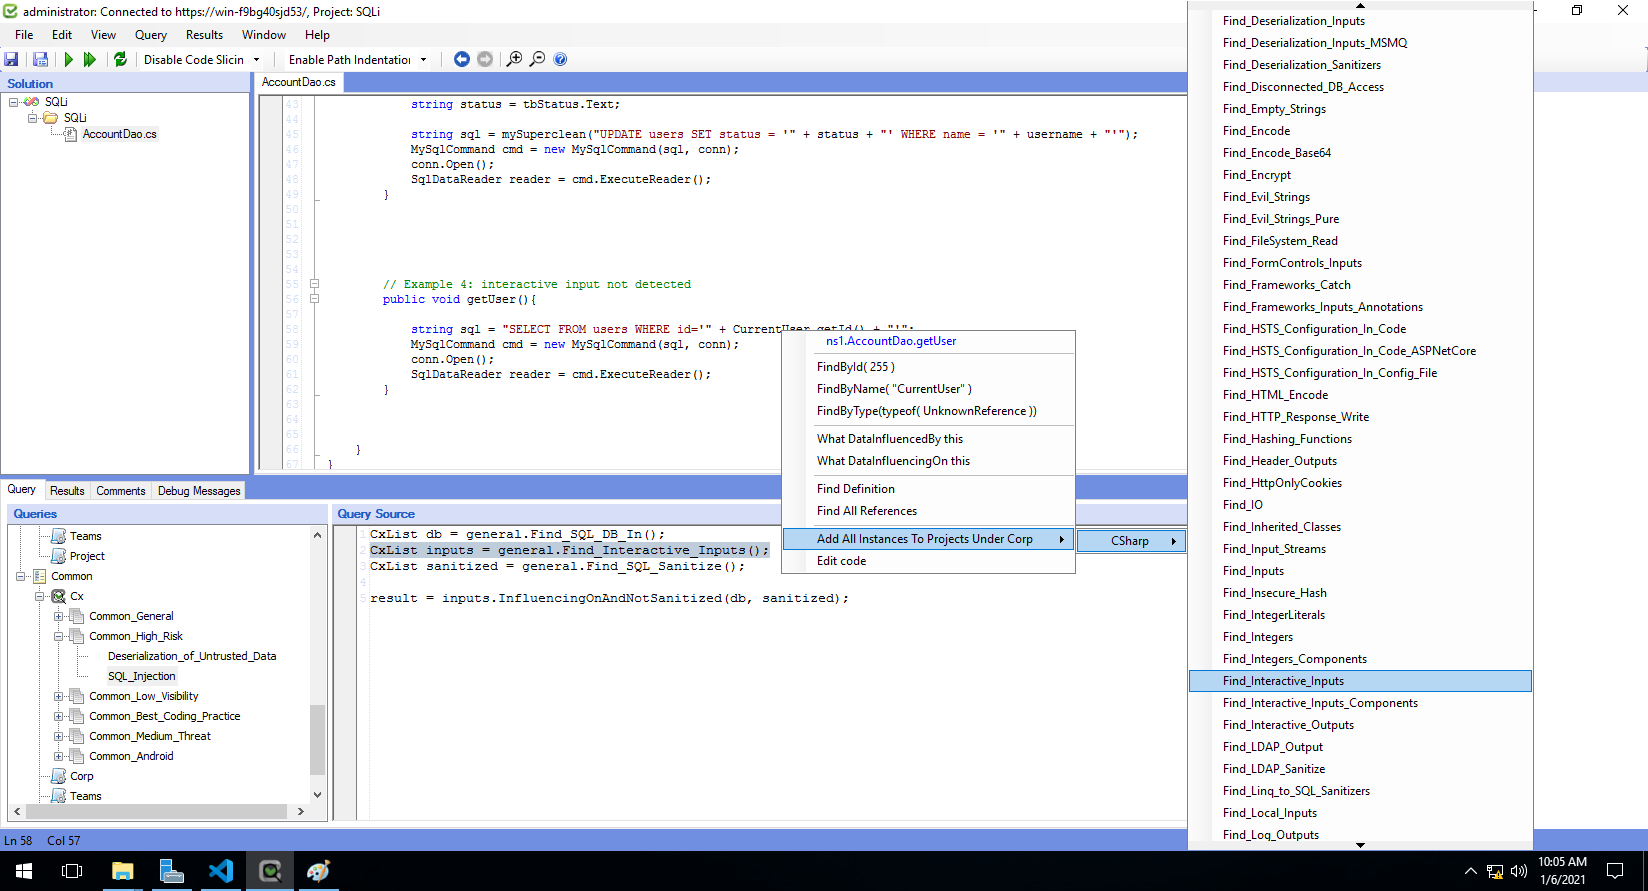 administrator: Connected to https://win-f9bg40sjd53/, Project: SQLi
File Edit View Query Results Window Help
Disable Code Slicin
Enable Path Indentation
Solution
SQLi
SQLi
AccountDao.cs
AccountDao.cs
43 string status = tbStatus.Text;
44
45 string sql = mySuperclean("UPDATE users SET status = '" + status + "' WHERE name = '" + username + "'");
46 MySqlCommand cmd = new MySqlCommand(sql, conn);
47 conn.Open();
48 SqlDataReader reader = cmd.ExecuteReader();
49 }
50
51
52
53
54
55 // Example 4: interactive input not detected
56 public void getUser(){
57
58 string sql = "SELECT FROM users WHERE id='" + CurrentUser.getId() + "'";
59 MySqlCommand cmd = new MySqlCommand(sql, conn);
60 conn.Open();
61 SqlDataReader reader = cmd.ExecuteReader();
62 }
63
64
65
66 }
67 }
ns1.AccountDao.getUser
FindById( 255 )
FindByName( "CurrentUser" )
FindByType(typeof( UnknownReference ))
What DataInfluencedBy this
What DataInfluencingOn this
Find Definition
Find All References
Add All Instances To Projects Under Corp
Edit code
CSharp
Find_Deserialization_Inputs
Find_Deserialization_Inputs_MSMQ
Find_Deserialization_Sanitizers
Find_Disconnected_DB_Access
Find_Empty_Strings
Find_Encode
Find_Encode_Base64
Find_Encrypt
Find_Evil_Strings
Find_Evil_Strings_Pure
Find_FileSystem_Read
Find_FormControls_Inputs
Find_Frameworks_Catch
Find_Frameworks_Inputs_Annotations
Find_HSTS_Configuration_In_Code
Find_HSTS_Configuration_In_Code_ASPNetCore
Find_HSTS_Configuration_In_Config_File
Find_HTML_Encode
Find_HTTP_Response_Write
Find_Hashing_Functions
Find_Header_Outputs
Find_HttpOnlyCookies
Find_IO
Find_Inherited_Classes
Find_Input_Streams
Find_Inputs
Find_Insecure_Hash
Find_IntegerLiterals
Find_Integers
Find_Integers_Components
Find_Interactive_Inputs
Find_Interactive_Inputs_Components
Find_Interactive_Outputs
Find_LDAP_Output
Find_LDAP_Sanitize
Find_Linq_to_SQL_Sanitizers
Find_Local_Inputs
Find_Log_Outputs
Query Results Comments Debug Messages
Queries
Teams
Project
Common
Cx
Common_General
Common_High_Risk
Deserialization_of_Untrusted_Data
SQL_Injection
Common_Low_Visibility
Common_Best_Coding_Practice
Common_Medium_Threat
Common_Android
Corp
Teams
Query Source
1 CxList db = general.Find_SQL_DB_In();
2 CxList inputs = general.Find_Interactive_Inputs();
3 CxList sanitized = general.Find_SQL_Sanitize();
4
5 result = inputs.InfluencingOnAndNotSanitized(db, sanitized);
Ln 58 Col 57
10:05 AM
1/6/2021